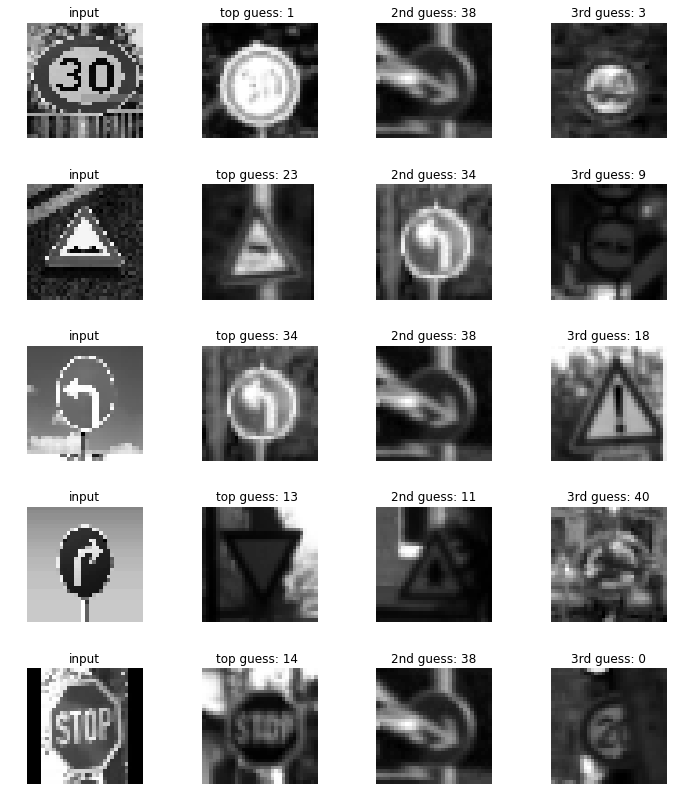 input top guess: 1 2nd guess: 38 3rd guess: 3
30 30
input top guess: 23 2nd guess: 34 3rd guess: 9
input top guess: 34 2nd guess: 38 3rd guess: 18
input top guess: 13 2nd guess: 11 3rd guess: 40
input top guess: 14 2nd guess: 38 3rd guess: 0
STOP STOP